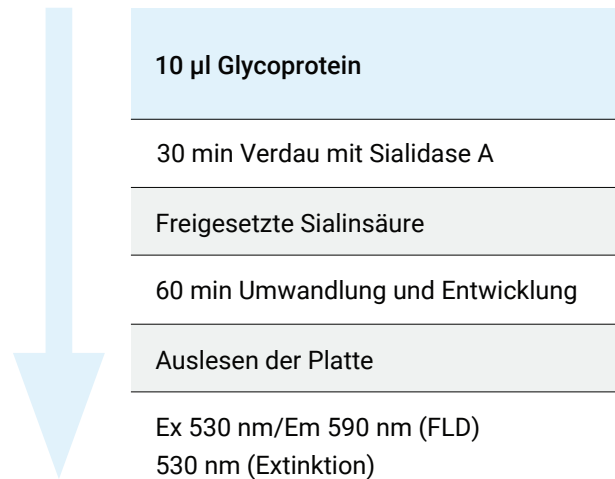 10 µl Glycoprotein
30 min Verdau mit Sialidase A
Freigesetzte Sialinsäure
60 min Umwandlung und Entwicklung
Auslesen der Platte
Ex 530 nm/Em 590 nm (FLD)
530 nm (Extinktion)